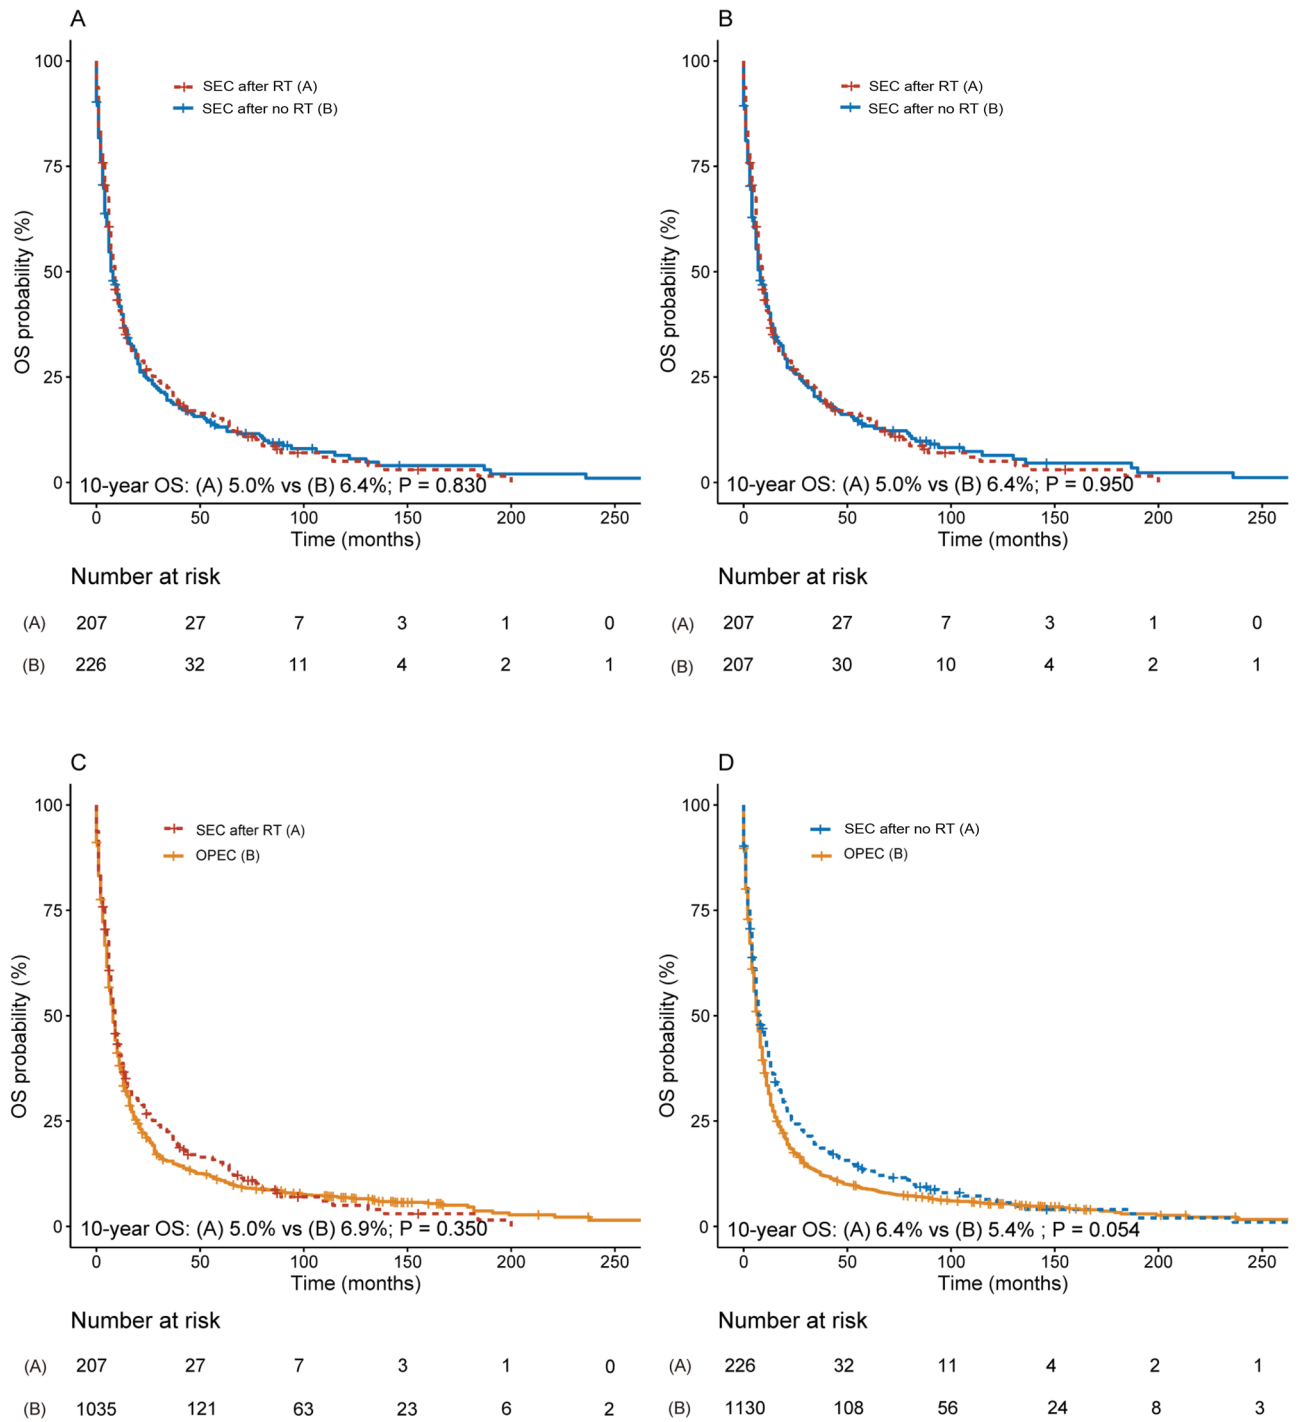 A
100
75
50
25
0
OS probability (%)
SEC after RT (A)
SEC after no RT (B)
10-year OS: (A) 5.0% vs (B) 6.4%; P = 0.830
0 50 100 150 200 250
Time (months)
Number at risk
(A) 207 27 7 3 1 0
(B) 226 32 11 4 2 1
B
100
75
50
25
0
OS probability (%)
SEC after RT (A)
SEC after no RT (B)
10-year OS: (A) 5.0% vs (B) 6.4%; P = 0.950
0 50 100 150 200 250
Time (months)
Number at risk
(A) 207 27 7 3 1 0
(B) 207 30 10 4 2 1
C
100
75
50
25
0
OS probability (%)
SEC after RT (A)
OPEC (B)
10-year OS: (A) 5.0% vs (B) 6.9%; P = 0.350
0 50 100 150 200 250
Time (months)
Number at risk
(A) 207 27 7 3 1 0
(B) 1035 121 63 23 6 2
D
100
75
50
25
0
OS probability (%)
SEC after no RT (A)
OPEC (B)
10-year OS: (A) 6.4% vs (B) 5.4% ; P = 0.054
0 50 100 150 200 250
Time (months)
Number at risk
(A) 226 32 11 4 2 1
(B) 1130 108 56 24 8 3